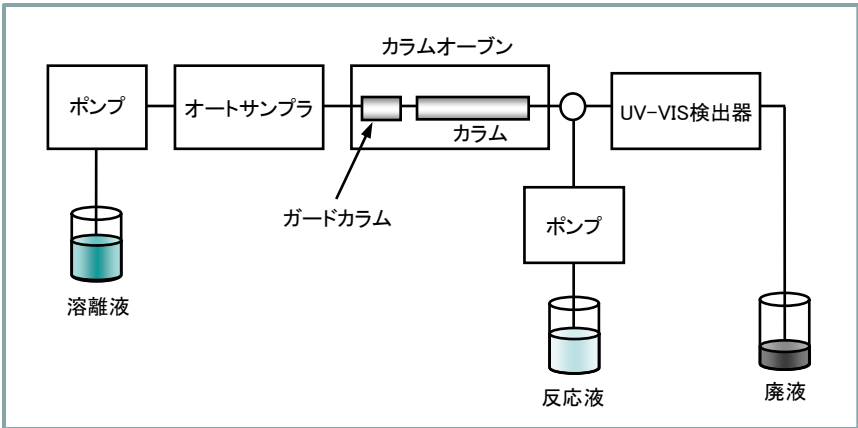 カラムオーブン
ポンプ
オートサンプラ
カラム
UV-VIS検出器
ガードカラム
ポンプ
溶離液
反応液
廃液